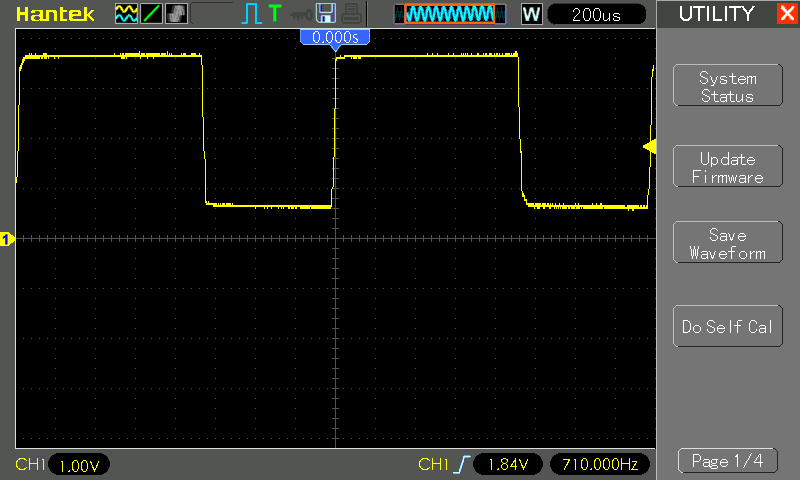 Hantek
T
W
200us
UTILITY
0.000s
System
Status
Update
Firmware
Save
Waveform
Do Self Cal
Page 1/4
1
CH1 1.00V
CH1 1.84V 710.000Hz